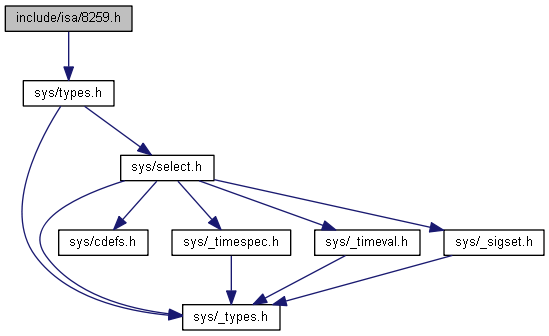 include/isa/8259.h
sys/types.h
sys/select.h
sys/cdefs.h
sys/_timespec.h
sys/_timeval.h
sys/_sigset.h
sys/_types.h